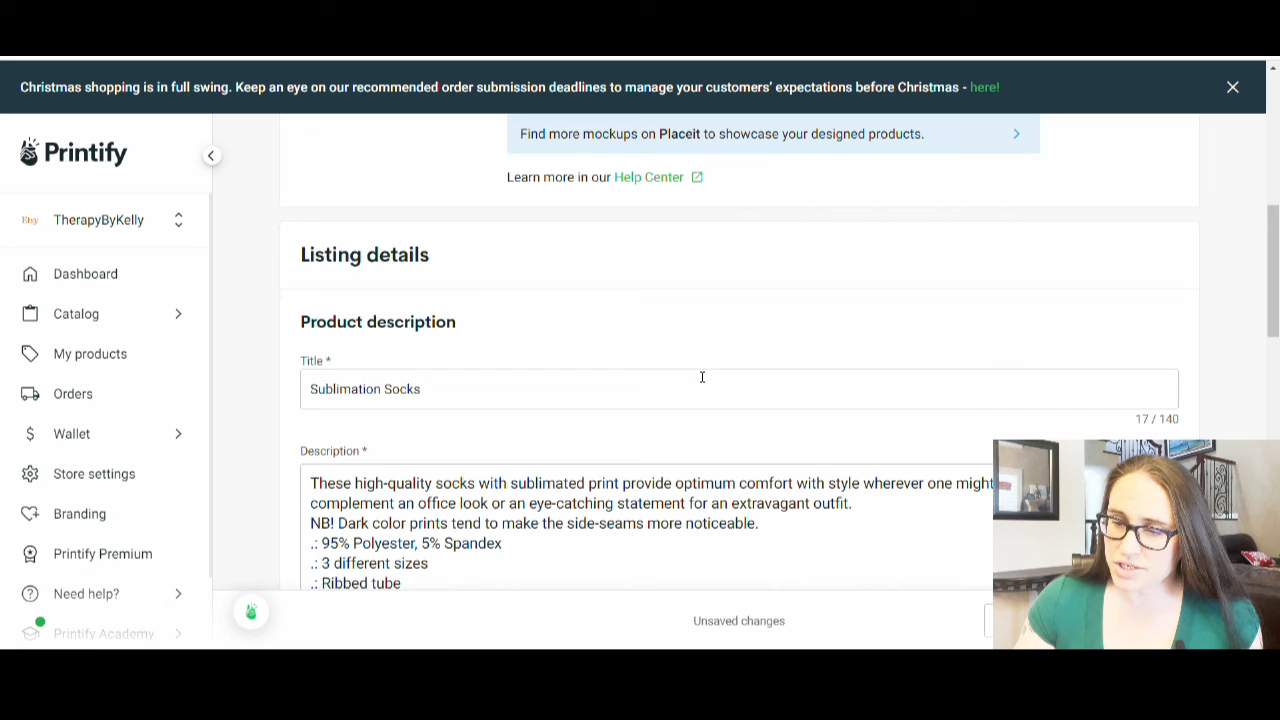 Christmas shopping is in full swing. Keep an eye on our recommended order submission deadlines to manage your customers' expectations before Christmas - here!
Printify
Etsy TherapyByKelly
Dashboard
Catalog
My products
Orders
Wallet
Store settings
Branding
Printify Premium
Need help?
Printify Academy
Find more mockups on Placeit to showcase your designed products.
Learn more in our Help Center
Listing details
Product description
Title *
Sublimation Socks
17 / 140
Description *
These high-quality socks with sublimated print provide optimum comfort with style wherever one might
complement an office look or an eye-catching statement for an extravagant outfit.
NB! Dark color prints tend to make the side-seams more noticeable.
.: 95% Polyester, 5% Spandex
.: 3 different sizes
.: Ribbed tube
Unsaved changes